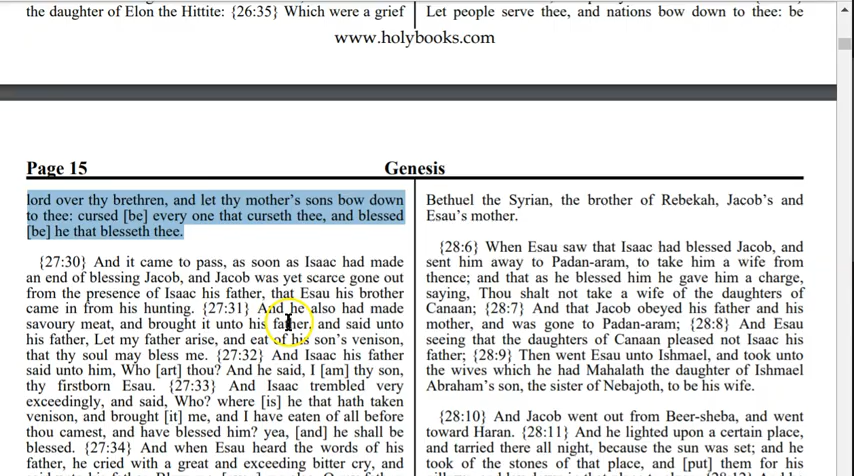 the daughter of Elon the Hittite: {26:35} Which were a grief
Let people serve thee, and nations bow down to thee: be
www.holybooks.com
Page 15
Genesis
lord over thy brethren, and let thy mother's sons bow down
to thee: cursed [be] every one that curseth thee, and blessed
[be] he that blesseth thee.
{27:30} And it came to pass, as soon as Isaac had made
an end of blessing Jacob, and Jacob was yet scarce gone out
from the presence of Isaac his father, that Esau his brother
came in from his hunting. {27:31} And he also had made
savoury meat, and brought it unto his father, and said unto
his father, Let my father arise, and eat of his son's venison,
that thy soul may bless me. {27:32} And Isaac his father
said unto him, Who [art] thou? And he said, I [am] thy son,
thy firstborn Esau. {27:33} And Isaac trembled very
exceedingly, and said, Who? where [is] he that hath taken
venison, and brought [it] me, and I have eaten of all before
thou camest, and have blessed him? yea, [and] he shall be
blessed. {27:34} And when Esau heard the words of
his father, he cried with a great and exceeding bitter cry, and
Bethuel the Syrian, the brother of Rebekah, Jacob's and
Esau's mother.
{28:6} When Esau saw that Isaac had blessed Jacob, and
sent him away to Padan-aram, to take him a wife from
thence; and that as he blessed him he gave him a charge,
saying, Thou shalt not take a wife of the daughters of
Canaan; {28:7} And that Jacob obeyed his father and his
mother, and was gone to Padan-aram; {28:8} And Esau
seeing that the daughters of Canaan pleased not Isaac his
father; {28:9} Then went Esau unto Ishmael, and took unto
the wives which he had Mahalath the daughter of Ishmael
Abraham's son, the sister of Nebajoth, to be his wife.
{28:10} And Jacob went out from Beer-sheba, and went
toward Haran. {28:11} And he lighted upon a certain place,
and tarried there all night, because the sun was set; and he
took of the stones of that place, and [put] them for his